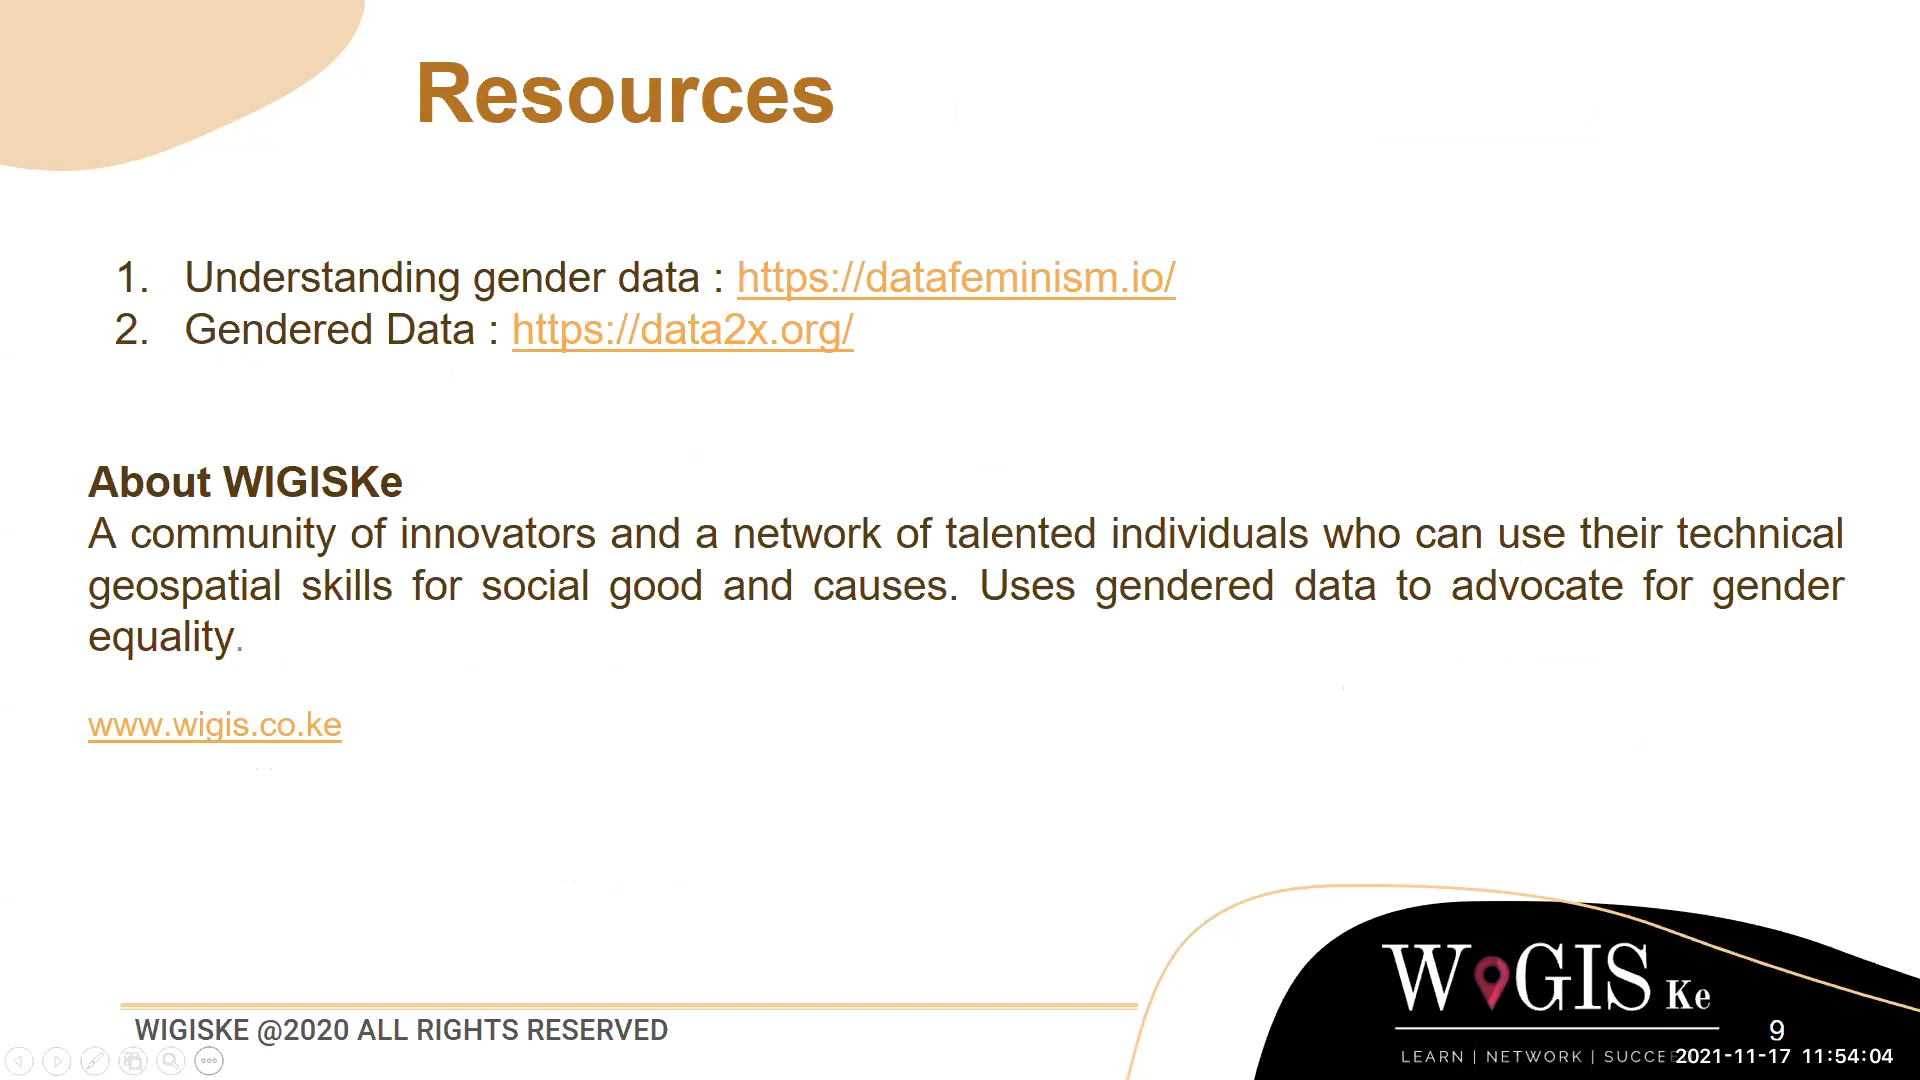 Resources
1. Understanding gender data : https://datafeminism.io/
2. Gendered Data : https://data2x.org/
About WIGISKe
A community of innovators and a network of talented individuals who can use their technical
geospatial skills for social good and causes. Uses gendered data to advocate for gender
equality.
www.wigis.co.ke
WIGISKE @2020 ALL RIGHTS RESERVED
WIGIS Ke
9
LEARN | NETWORK |
2021-11-17 11:54:04